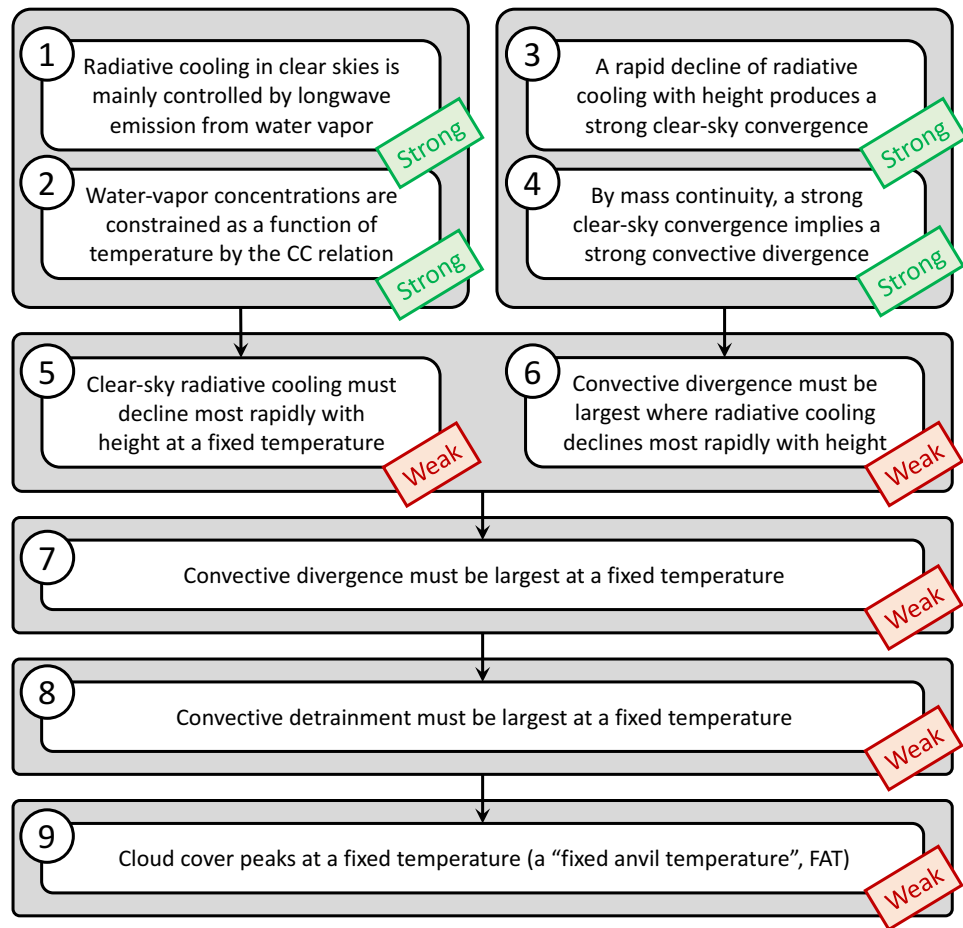 1
Radiative cooling in clear skies is
mainly controlled by longwave
emission from water vapor
Strong
2
Water-vapor concentrations are
constrained as a function of
temperature by the CC relation
Strong
3
A rapid decline of radiative
cooling with height produces a
strong clear-sky convergence
Strong
4
By mass continuity, a strong
clear-sky convergence implies a
strong convective divergence
Strong
5
Clear-sky radiative cooling must
decline most rapidly with
height at a fixed temperature
Weak
6
Convective divergence must be
largest where radiative cooling
declines most rapidly with height
Weak
7
Convective divergence must be largest at a fixed temperature
Weak
8
Convective detrainment must be largest at a fixed temperature
Weak
9
Cloud cover peaks at a fixed temperature (a “fixed anvil temperature”, FAT)
Weak